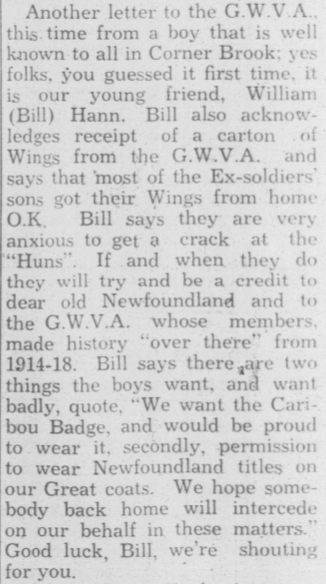 Another letter to the G.W.V.A.,
this time from a boy that is well
known to all in Corner Brook; yes
folks, you guessed it first time, it
is our young friend, William
(Bill) Hann. Bill also acknow-
ledges receipt of a carton of
Wings from the G.W.V.A. and
says that most of the Ex-soldiers'
sons got their Wings from home
O.K. Bill says they are very
anxious to get a crack at the
"Huns". If and when they do
they will try and be a credit to
dear old Newfoundland and to
the G.W.V.A. whose members,
made history "over there" from
1914-18. Bill says there are two
things the boys want, and want
badly, quote, "We want the Cari-
bou Badge, and would be proud
to wear it, secondly, permission
to wear Newfoundland titles on
our Great coats. We hope some-
body back home will intercede
on our behalf in these matters."
Good luck, Bill, we're shouting
for you.